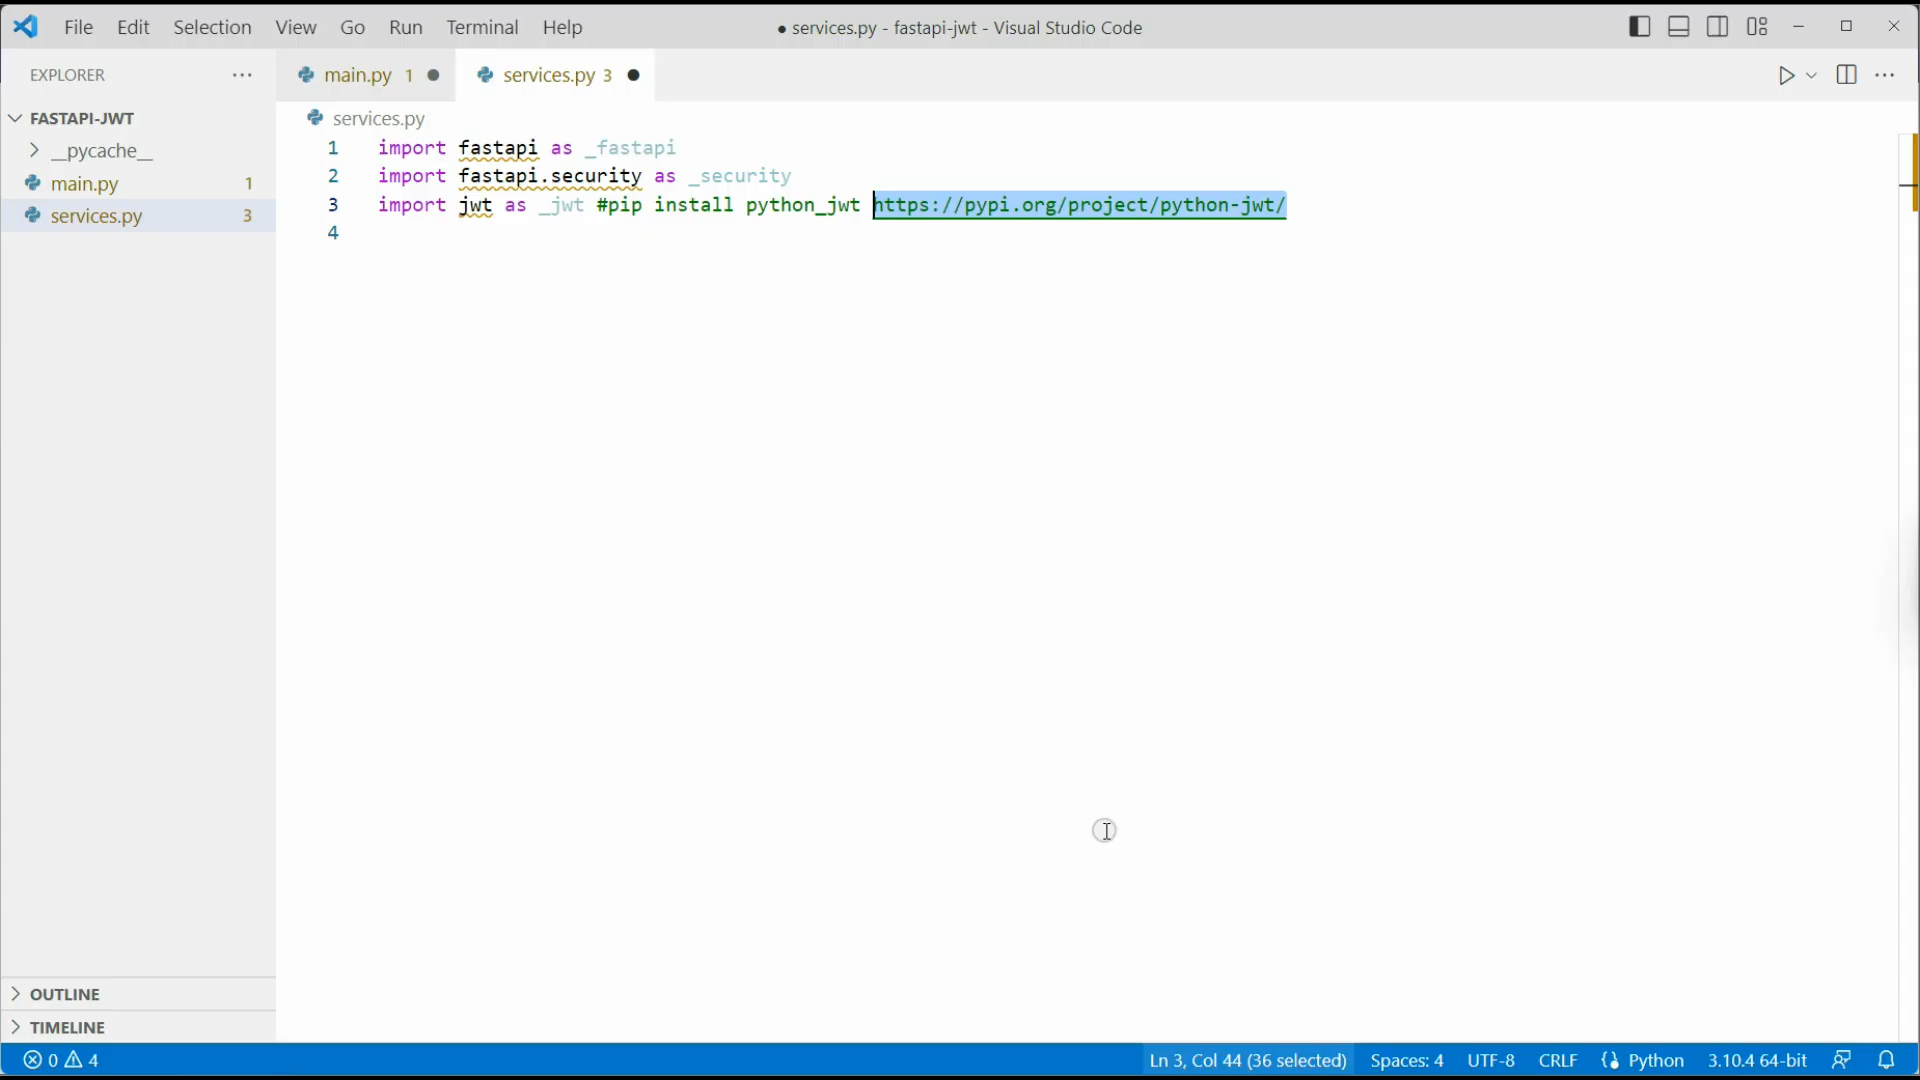 File Edit Selection View Go Run Terminal Help
● services.py - fastapi-jwt - Visual Studio Code
EXPLORER
main.py 1
services.py 3
FASTAPI-JWT
__pycache__
main.py 1
services.py 3
services.py
1 import fastapi as _fastapi
2 import fastapi.security as _security
3 import jwt as _jwt #pip install python_jwt https://pypi.org/project/python-jwt/
4
OUTLINE
TIMELINE
0 4
Ln 3, Col 44 (36 selected) Spaces: 4 UTF-8 CRLF Python 3.10.4 64-bit